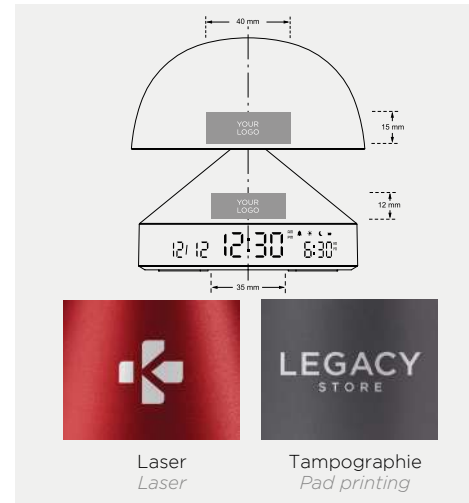 40 mm
YOUR
LOGO
15 mm
YOUR
LOGO
12 mm
12/12 12:30 6:30
35 mm
LEGACY
STORE
Laser
Laser
Tampographie
Pad printing